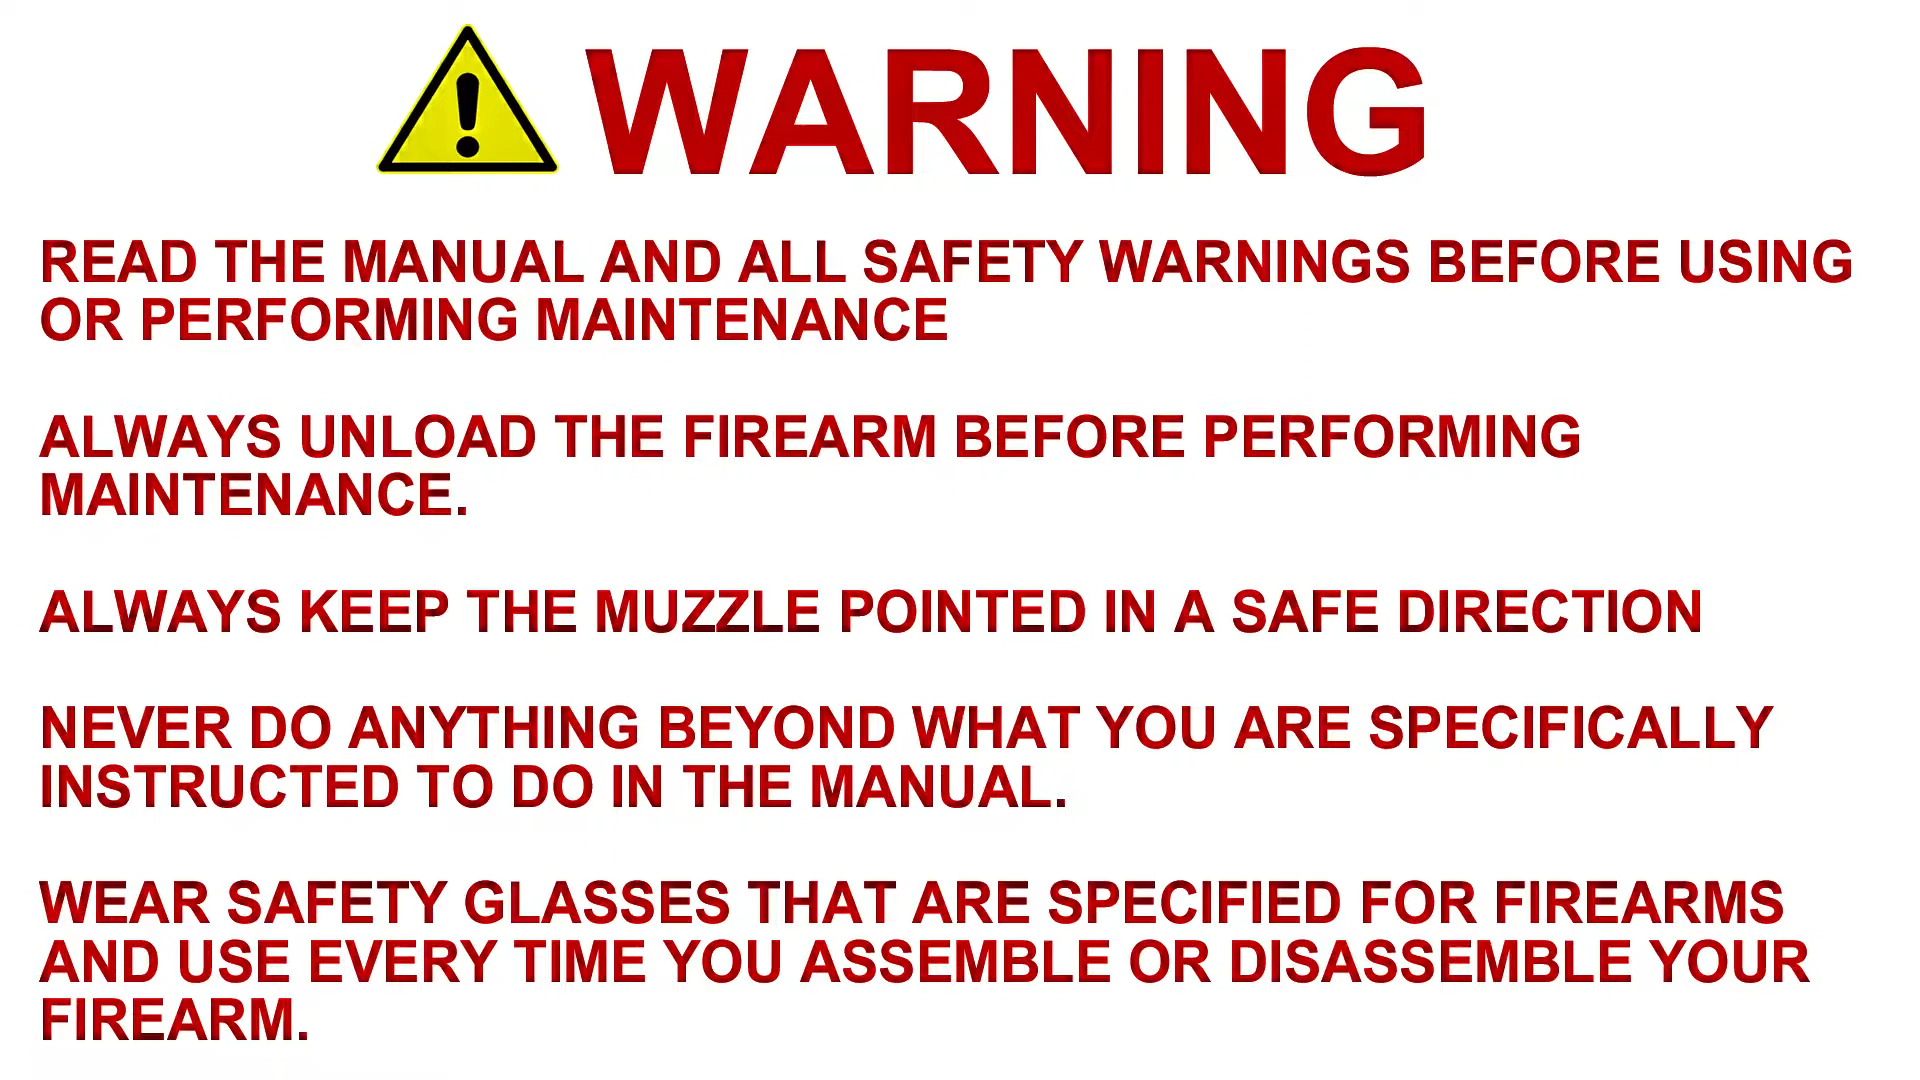 WARNING
READ THE MANUAL AND ALL SAFETY WARNINGS BEFORE USING
OR PERFORMING MAINTENANCE
ALWAYS UNLOAD THE FIREARM BEFORE PERFORMING
MAINTENANCE.
ALWAYS KEEP THE MUZZLE POINTED IN A SAFE DIRECTION
NEVER DO ANYTHING BEYOND WHAT YOU ARE SPECIFICALLY
INSTRUCTED TO DO IN THE MANUAL.
WEAR SAFETY GLASSES THAT ARE SPECIFIED FOR FIREARMS
AND USE EVERY TIME YOU ASSEMBLE OR DISASSEMBLE YOUR
FIREARM.